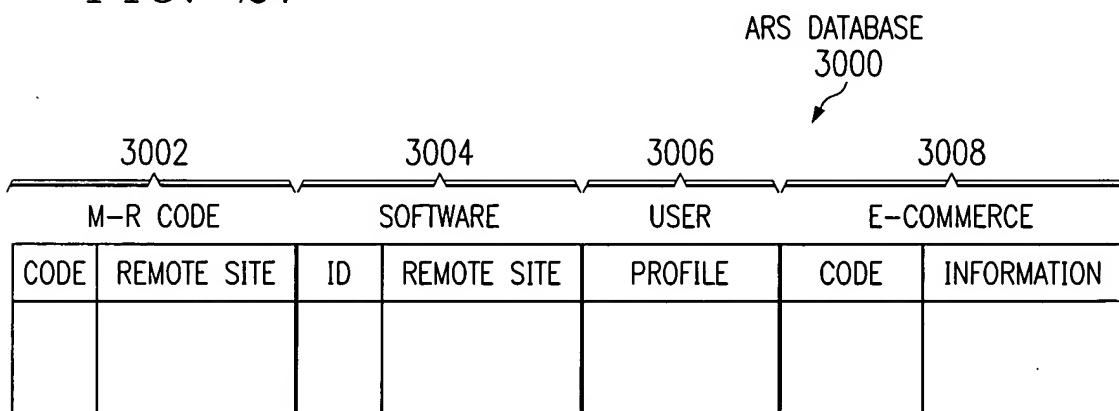 ARS DATABASE
3000
3002 3004 3006 3008
M-R CODE SOFTWARE USER E-COMMERCE
CODE REMOTE SITE ID REMOTE SITE PROFILE CODE INFORMATION